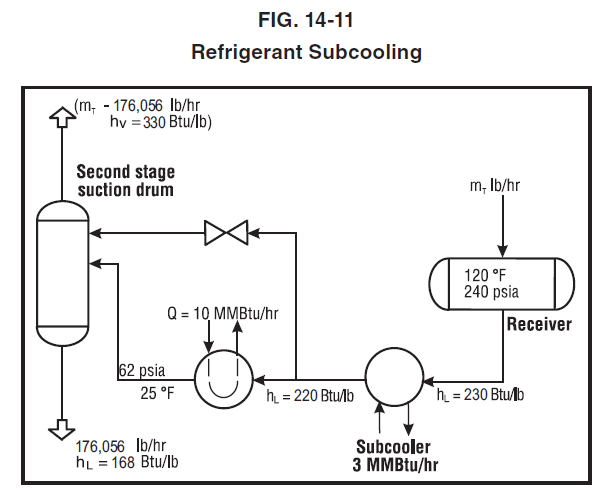 FIG. 14-11
Refrigerant Subcooling
(mT - 176,056 lb/hr
hv = 330 Btu/lb)
Second stage
suction drum
mT lb/hr
120 °F
240 psia
Receiver
Q = 10 MMBtu/hr
62 psia
25 °F
hL = 220 Btu/lb
hL = 230 Btu/lb
176,056 lb/hr
hL = 168 Btu/lb
Subcooler
3 MMBtu/hr